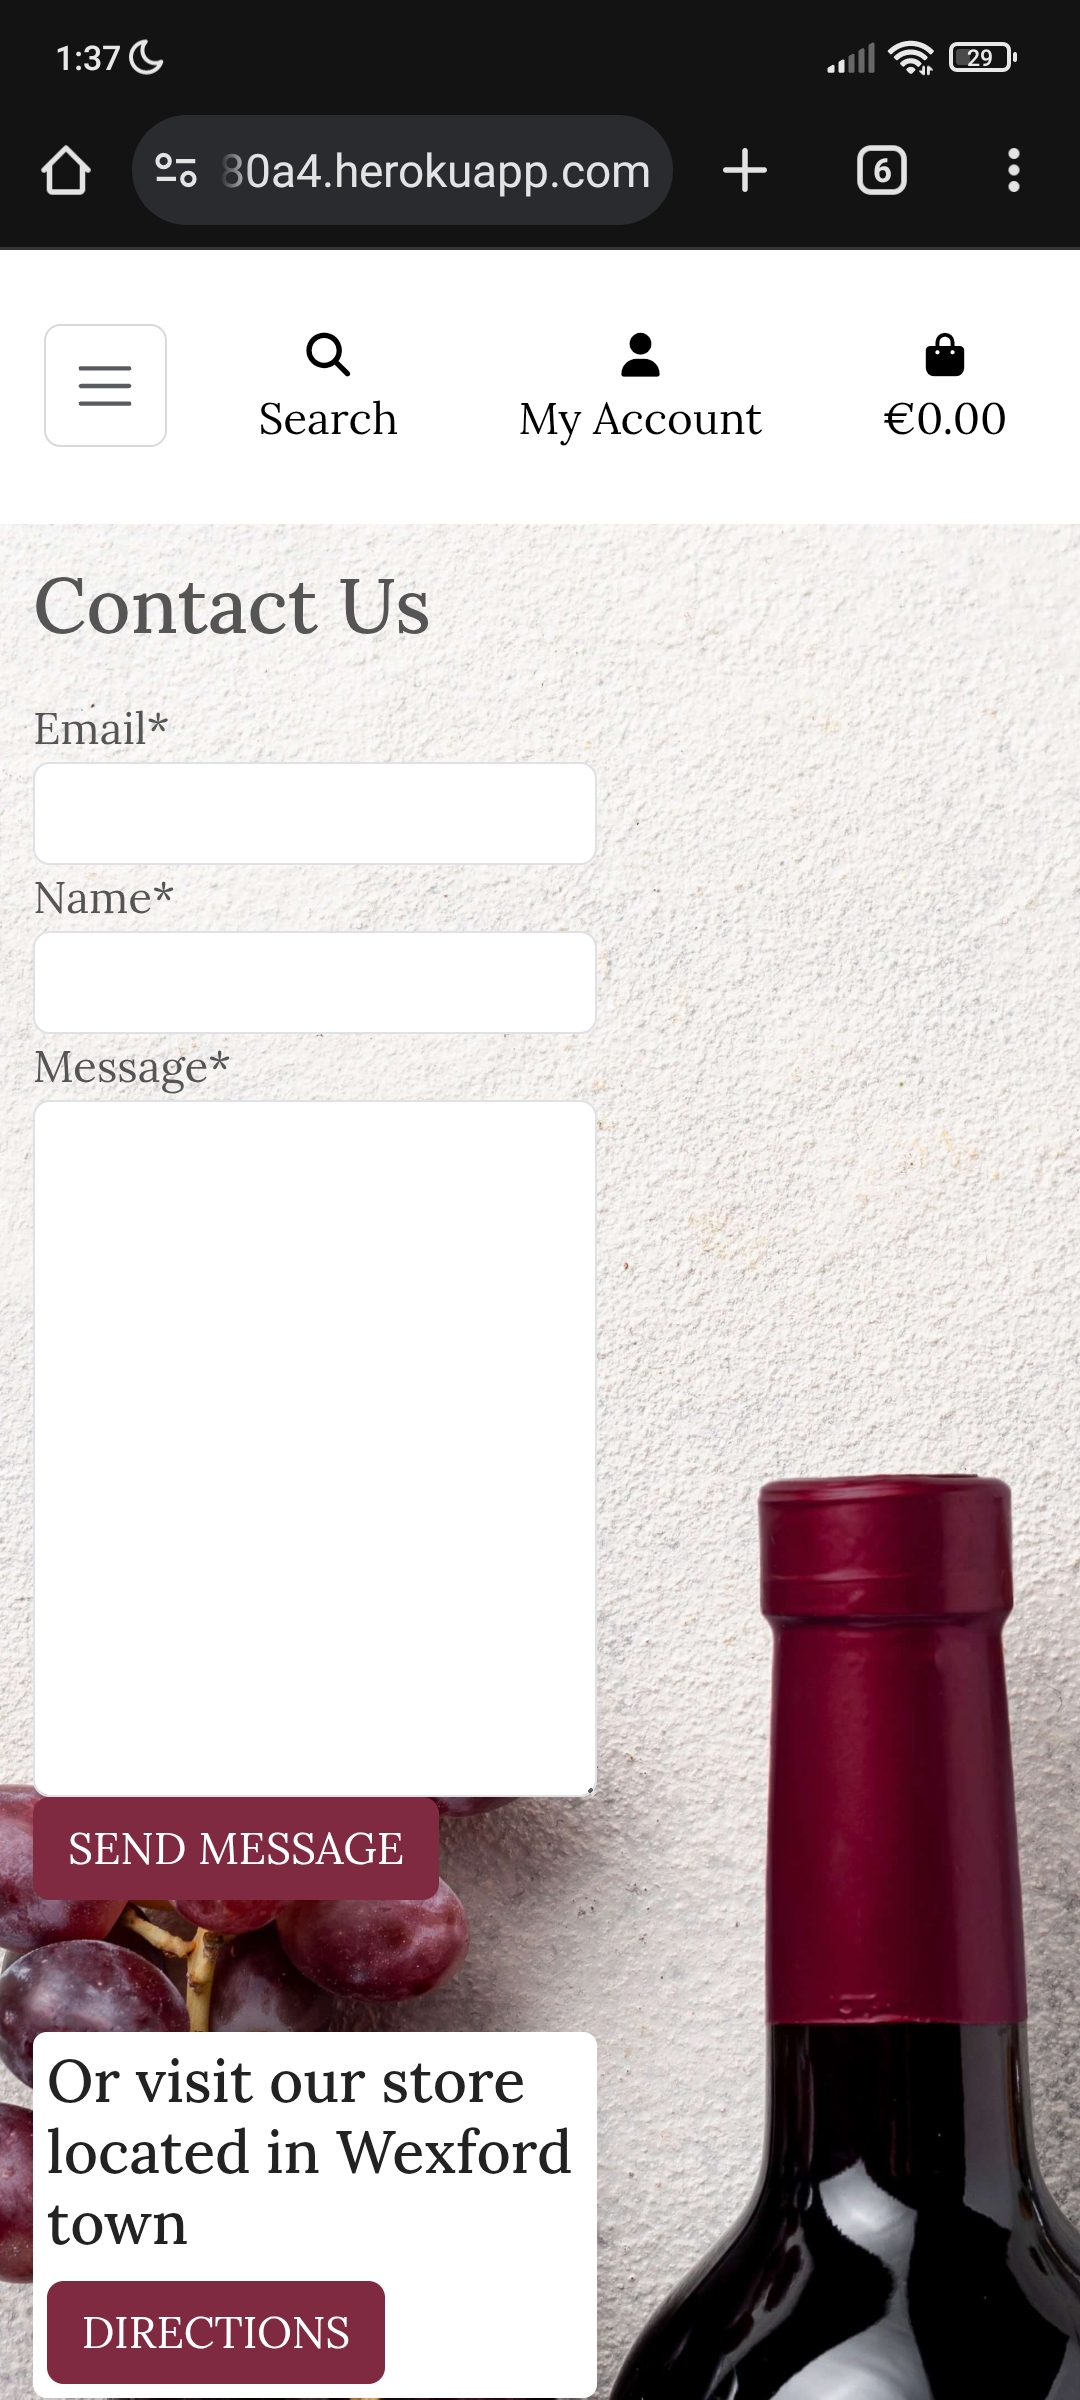 1:37
29
80a4.herokuapp.com
6
Search
My Account
€0.00
Contact Us
Email*
Name*
Message*
SEND MESSAGE
Or visit our store
located in Wexford
town
DIRECTIONS